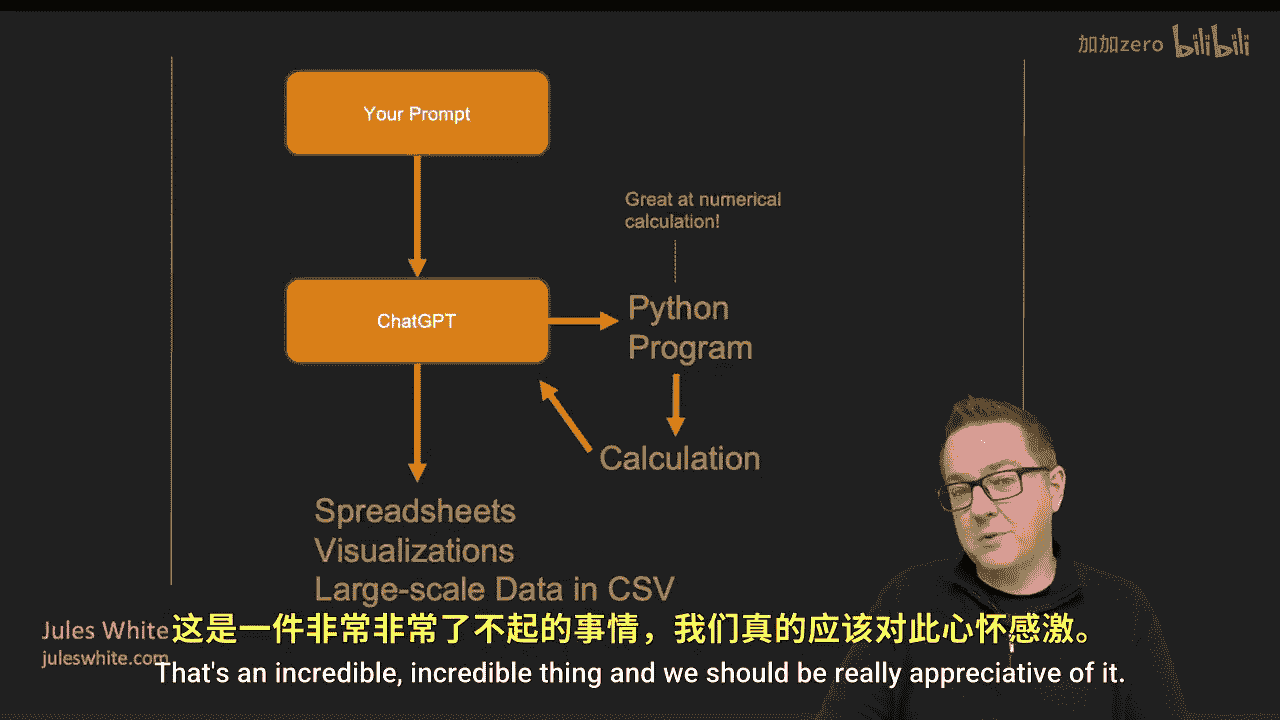 加加zero bilibili
Your Prompt
Great at numerical
calculation!
ChatGPT
Python
Program
Calculation
Spreadsheets
Visualizations
Large-scale Data in CSV
Jules White
juleswhite.com
这是一件非常非常了不起的事情，我们真的应该对此心怀感激。
That's an incredible, incredible thing and we should be really appreciative of it.